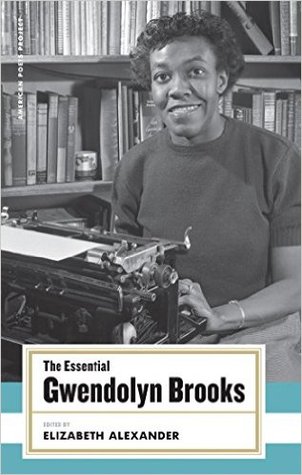 AMERICAN POETS PROJECT
The Essential
Gwendolyn Brooks
EDITED BY
ELIZABETH ALEXANDER